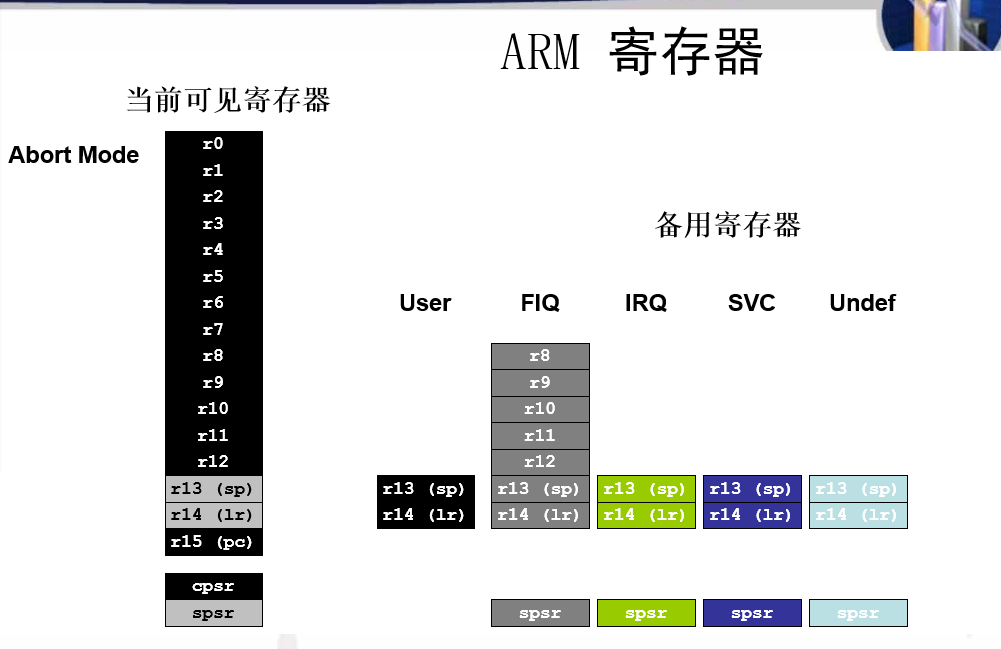 ARM 寄存器
当前可见寄存器
Abort Mode
r0
r1
r2
r3
r4
r5
r6
r7
r8
r9
r10
r11
r12
r13 (sp)
r14 (lr)
r15 (pc)
cpsr
spsr
备用寄存器
User FIQ IRQ SVC Undef
r8
r9
r10
r11
r12
r13 (sp) r13 (sp) r13 (sp) r13 (sp) r13 (sp)
r14 (lr) r14 (lr) r14 (lr) r14 (lr) r14 (lr)
spsr spsr spsr spsr